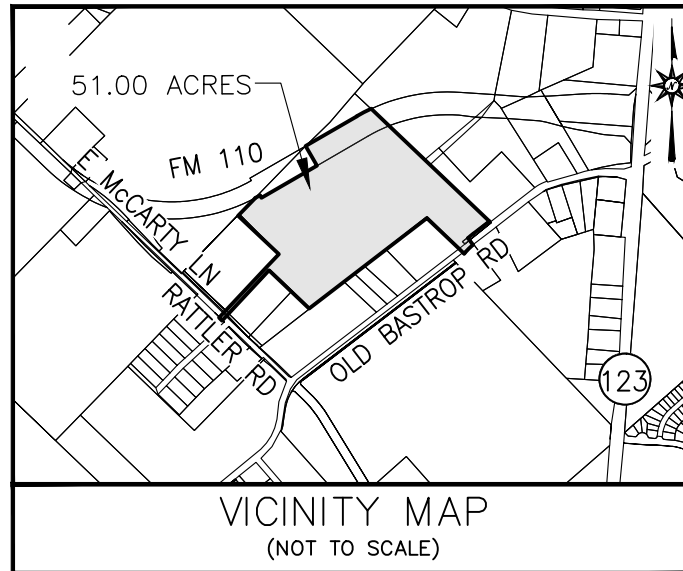 51.00 ACRES
N
FM 110
E McCARTY LN
RATTLER RD
OLD BASTROP RD
123
VICINITY MAP
(NOT TO SCALE)